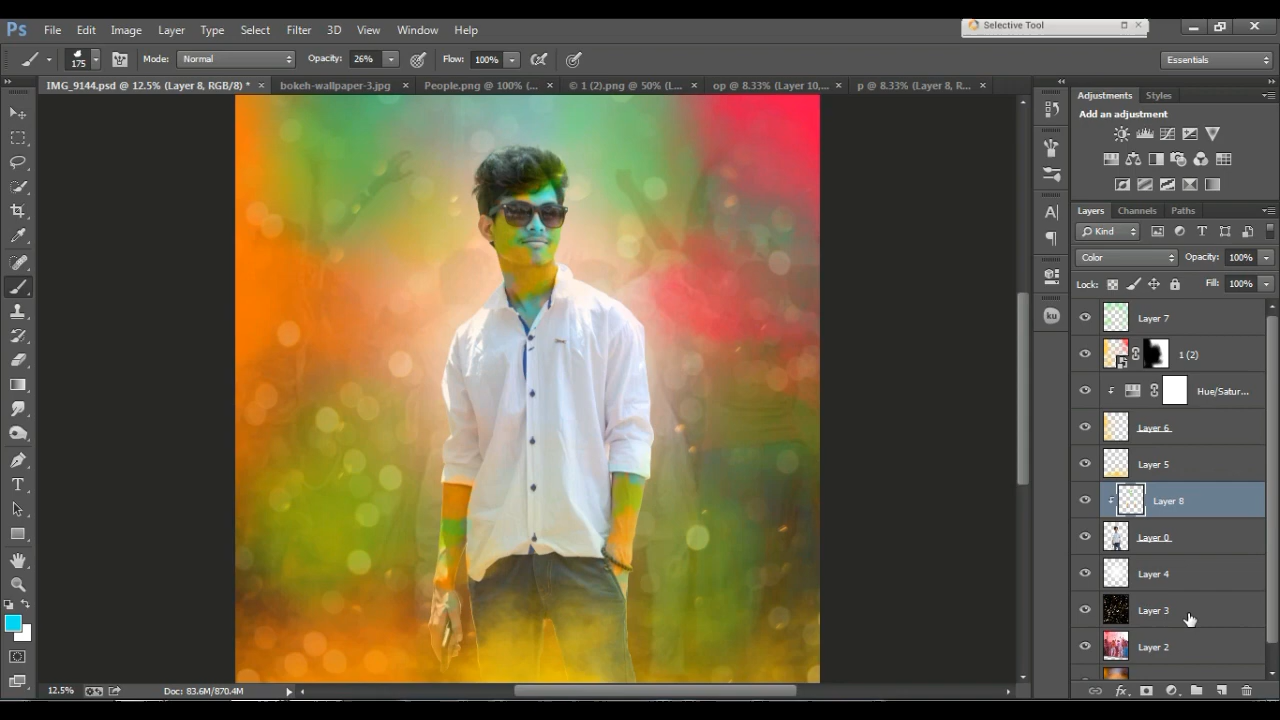 Ps File Edit Image Layer Type Select Filter 3D View Window Help
Selective Tool
175 Mode: Normal Opacity: 26% Flow: 100% Essentials
IMG_9144.psd @ 12.5% (Layer 8, RGB/8) * × bokeh-wallpaper-3.jpg × People.png @ 100% (... × © 1 (2).png @ 50% (L... × op @ 8.33% (Layer 10,... × p @ 8.33% (Layer 8, R... ×
Adjustments Styles
Add an adjustment
Layers Channels Paths
Kind
Color Opacity: 100%
Lock: Fill: 100%
Layer 7
1 (2)
Hue/Satur...
Layer 6
Layer 5
Layer 8
Layer 0
Layer 4
Layer 3
Layer 2
ku
12.5% Doc: 83.6M/870.4M